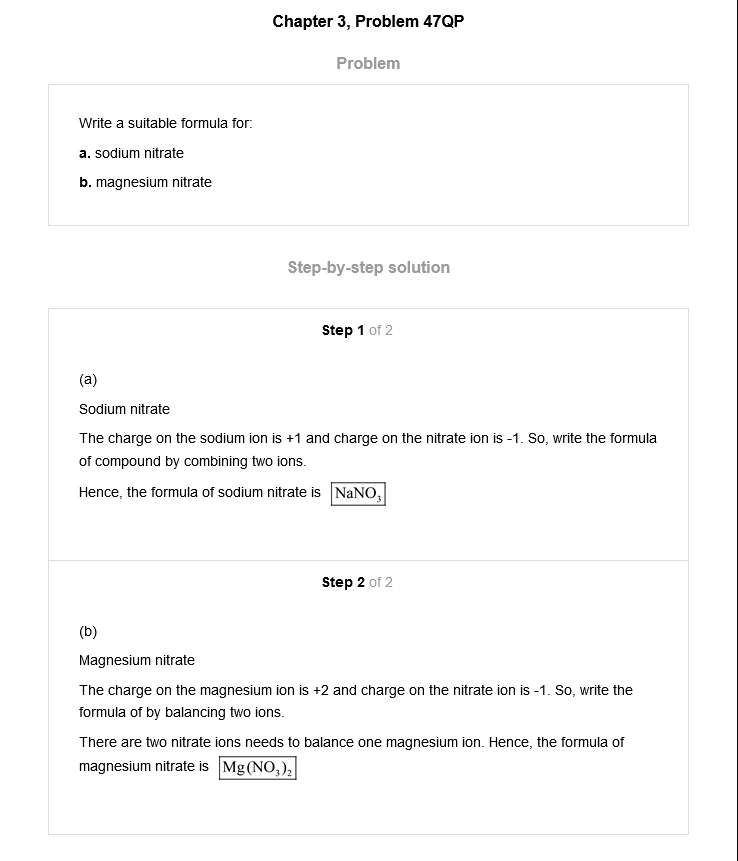 Chapter 3, Problem 47QP
Problem
Write a suitable formula for:
a. sodium nitrate
b. magnesium nitrate
Step-by-step solution
Step 1 of 2
(a)
Sodium nitrate
The charge on the sodium ion is +1 and charge on the nitrate ion is -1. So, write the formula
of compound by combining two ions.
Hence, the formula of sodium nitrate is NaNO₃
Step 2 of 2
(b)
Magnesium nitrate
The charge on the magnesium ion is +2 and charge on the nitrate ion is -1. So, write the
formula of by balancing two ions.
There are two nitrate ions needs to balance one magnesium ion. Hence, the formula of
magnesium nitrate is Mg(NO₃)₂